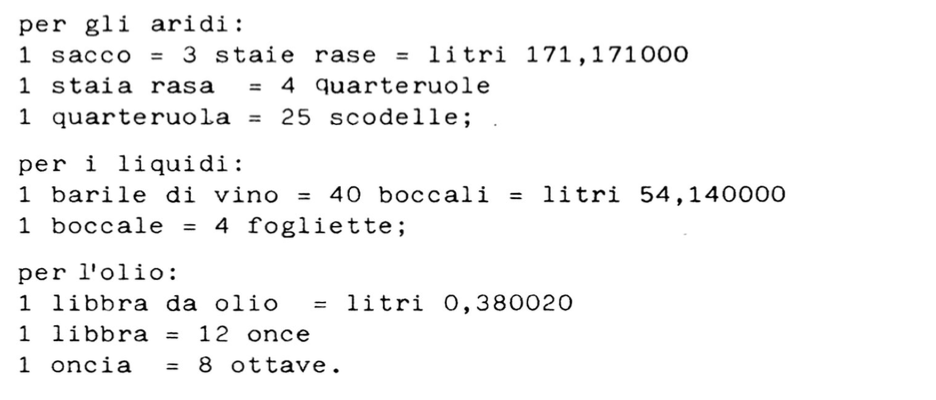 per gli aridi:
1 sacco = 3 staie rase = litri 171,171000
1 staia rasa = 4 quarteruole
1 quarteruola = 25 scodelle;
per i liquidi:
1 barile di vino = 40 boccali = litri 54,140000
1 boccale = 4 fogliette;
per l'olio:
1 libbra da olio = litri 0,380020
1 libbra = 12 once
1 oncia = 8 ottave.